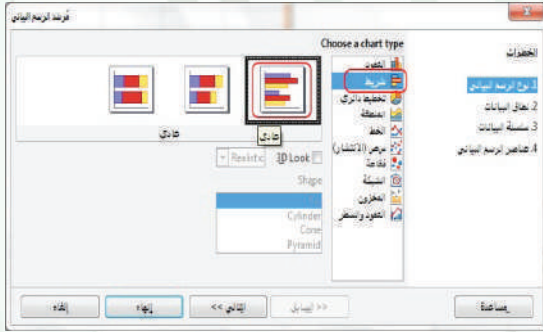 مُرشد الرسم البياني
الخطوات
1. نوع الرسم البياني
2. نطاق البيانات
3. سلسلة البيانات
4. عناصر الرسم البياني
Choose a chart type
العمود
شريط
تخطيط دائري
المنطقة
الخط
عرض (الانتشار)
فقاعة
الشبكة
المخزون
العمود والسطر
عادي
عادي
3D Look
Realistic
Shape
Cylinder
Cone
Pyramid
مساعدة
<< السابق
التالي >>
إنهاء
إلغاء